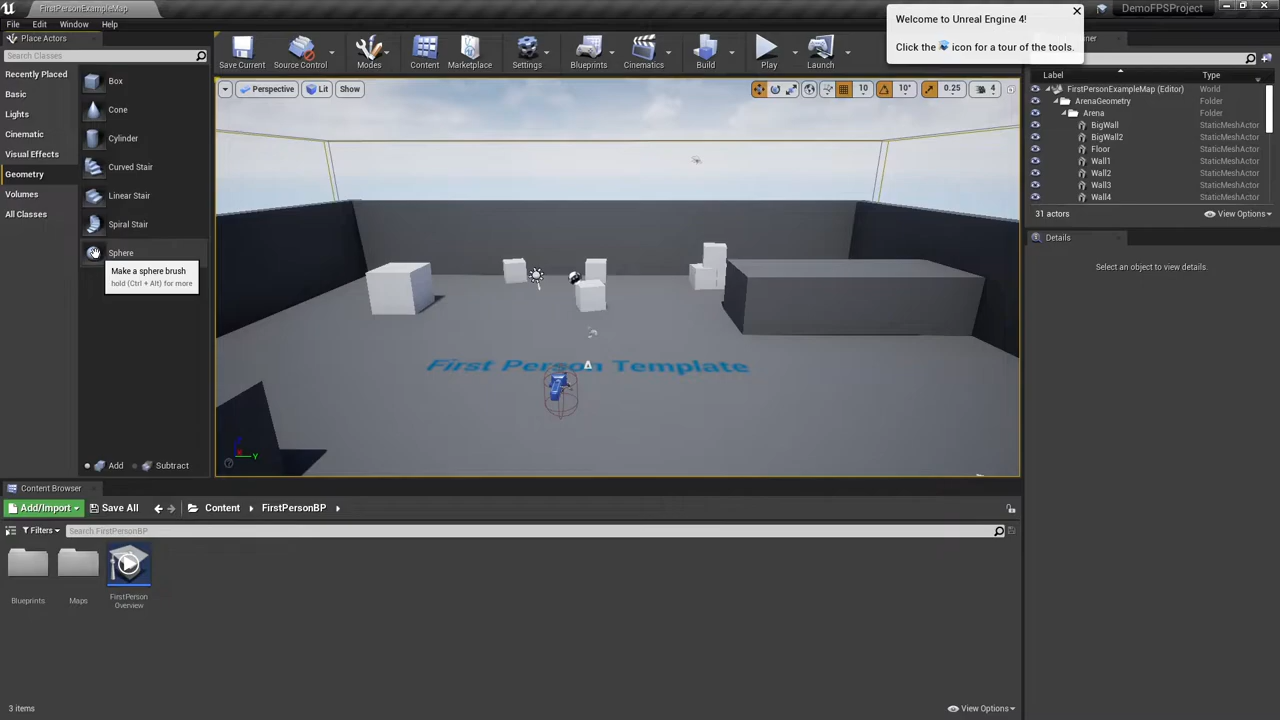 FirstPersonExampleMap
DemoFPSProject
File Edit Window Help
Welcome to Unreal Engine 4!
Click the icon for a tour of the tools.
Place Actors
Search Classes
Recently Placed
Basic
Lights
Cinematic
Visual Effects
Geometry
Volumes
All Classes
Box
Cone
Cylinder
Curved Stair
Linear Stair
Spiral Stair
Sphere
Make a sphere brush
hold (Ctrl + Alt) for more
Add Subtract
Save Current
Source Control
Modes
Content
Marketplace
Settings
Blueprints
Cinematics
Build
Play
Launch
Perspective Lit Show
10 10° 0.25 4
First Person Template
Y
Label Type
FirstPersonExampleMap (Editor) World
ArenaGeometry Folder
Arena Folder
BigWall StaticMeshActor
BigWall2 StaticMeshActor
Floor StaticMeshActor
Wall1 StaticMeshActor
Wall2 StaticMeshActor
Wall3 StaticMeshActor
Wall4 StaticMeshActor
31 actors View Options
Details
Select an object to view details.
Content Browser
Add/Import Save All Content FirstPersonBP
Filters Search FirstPersonBP
Blueprints
Maps
FirstPerson
Overview
3 items View Options